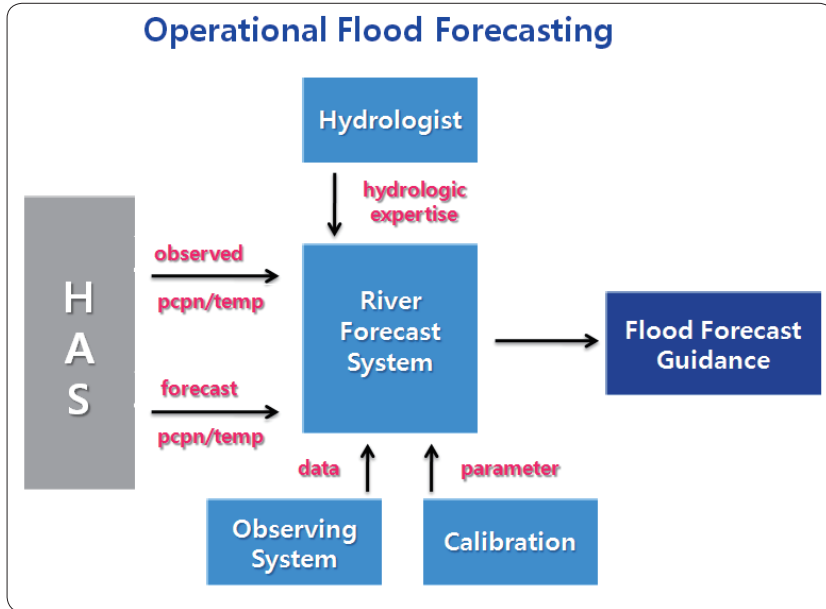 Operational Flood Forecasting
Hydrologist
hydrologic
expertise
H
A
S
observed
pcpn/temp
forecast
pcpn/temp
River
Forecast
System
Flood Forecast
Guidance
data
parameter
Observing
System
Calibration